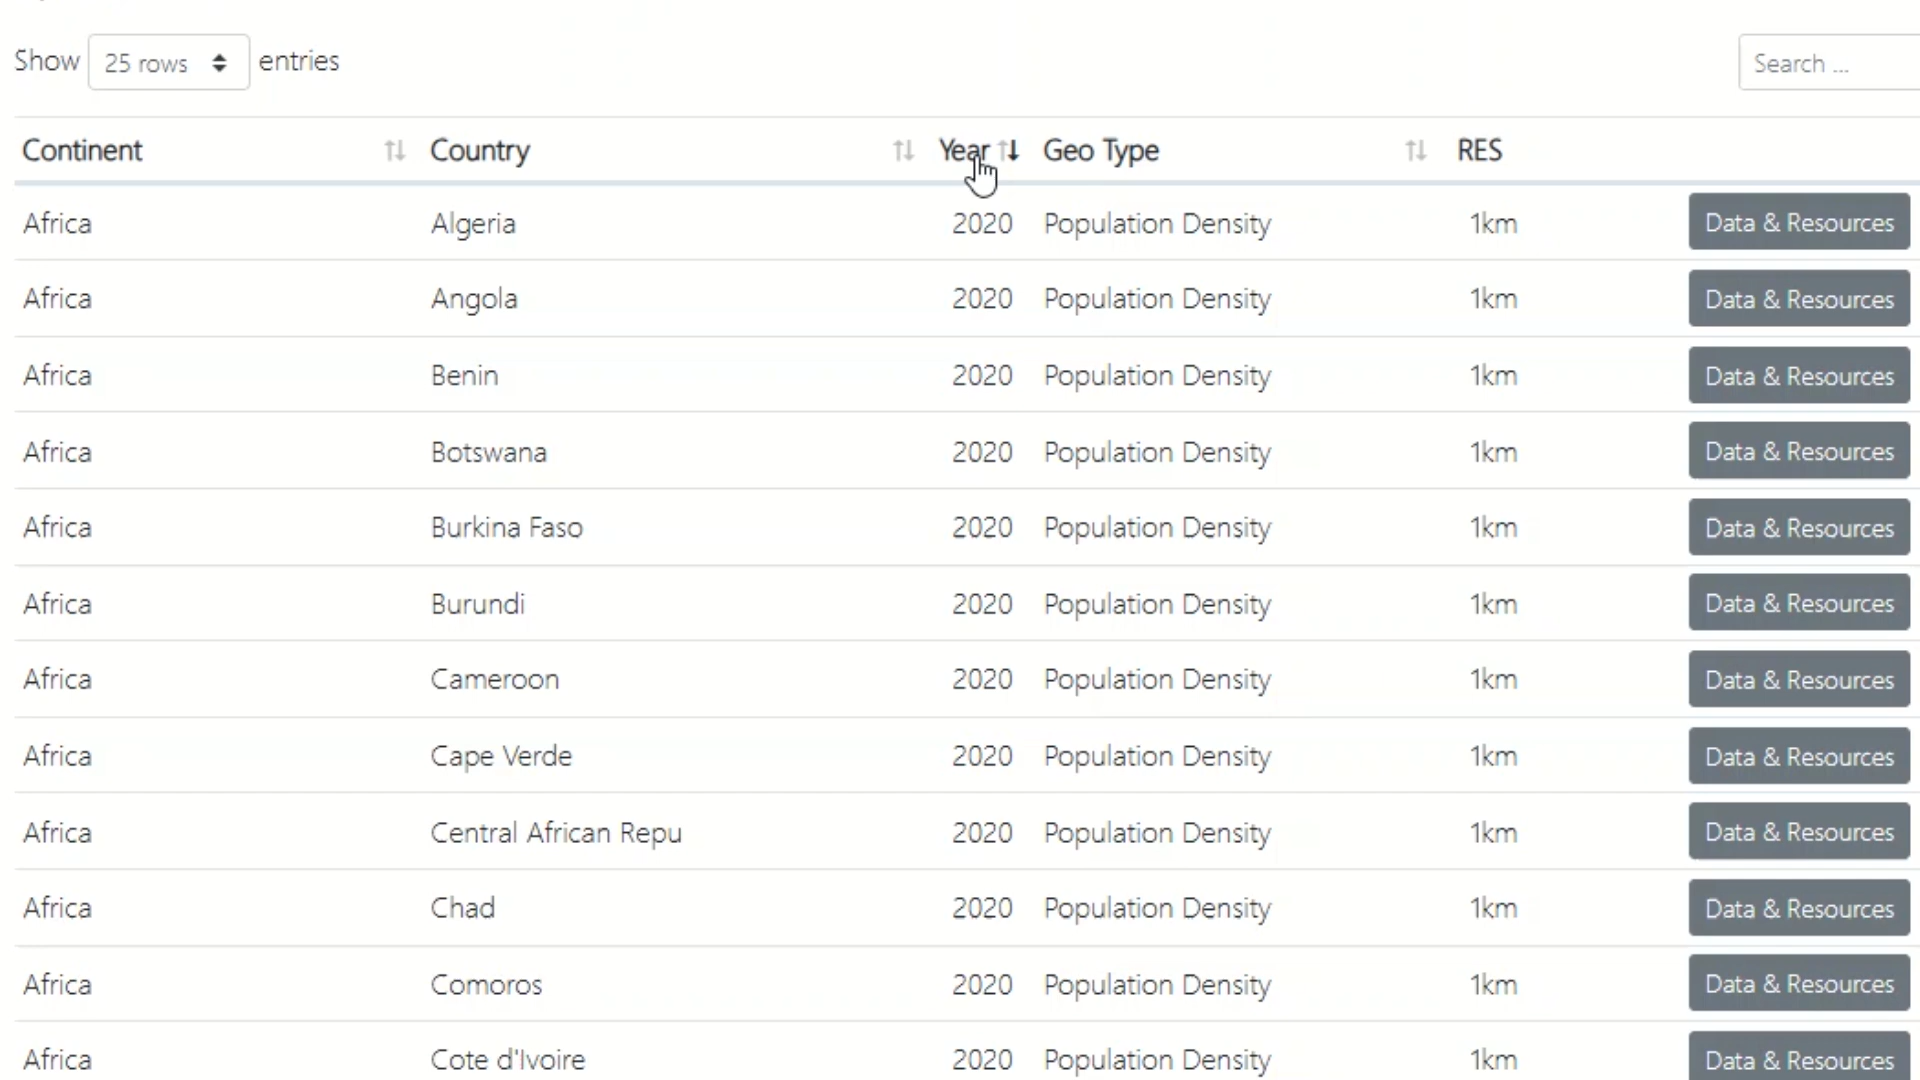 Show 25 rows entries Search ...
Continent Country Year Geo Type RES
Africa Algeria 2020 Population Density 1km Data & Resources
Africa Angola 2020 Population Density 1km Data & Resources
Africa Benin 2020 Population Density 1km Data & Resources
Africa Botswana 2020 Population Density 1km Data & Resources
Africa Burkina Faso 2020 Population Density 1km Data & Resources
Africa Burundi 2020 Population Density 1km Data & Resources
Africa Cameroon 2020 Population Density 1km Data & Resources
Africa Cape Verde 2020 Population Density 1km Data & Resources
Africa Central African Repu 2020 Population Density 1km Data & Resources
Africa Chad 2020 Population Density 1km Data & Resources
Africa Comoros 2020 Population Density 1km Data & Resources
Africa Cote d'Ivoire 2020 Population Density 1km Data & Resources